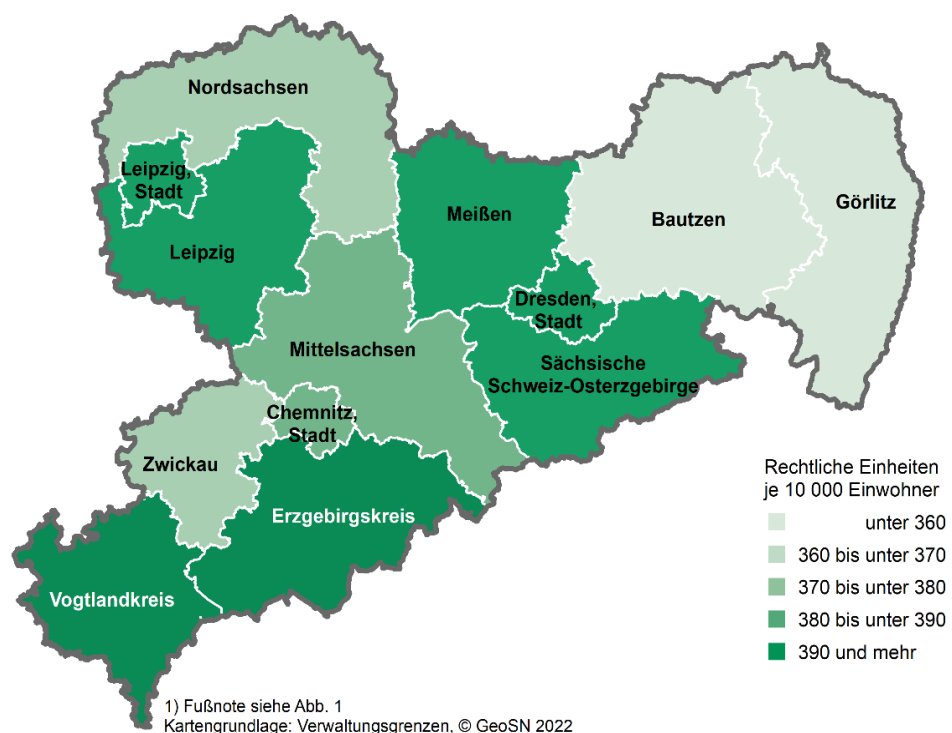 Nordsachsen
Leipzig,
Stadt
Leipzig
Meißen
Bautzen
Görlitz
Dresden,
Stadt
Mittelsachsen
Sächsische
Schweiz-Osterzgebirge
Chemnitz,
Stadt
Zwickau
Erzgebirgskreis
Vogtlandkreis
Rechtliche Einheiten
je 10 000 Einwohner
unter 360
360 bis unter 370
370 bis unter 380
380 bis unter 390
390 und mehr
1) Fußnote siehe Abb. 1
Kartengrundlage: Verwaltungsgrenzen, © GeoSN 2022